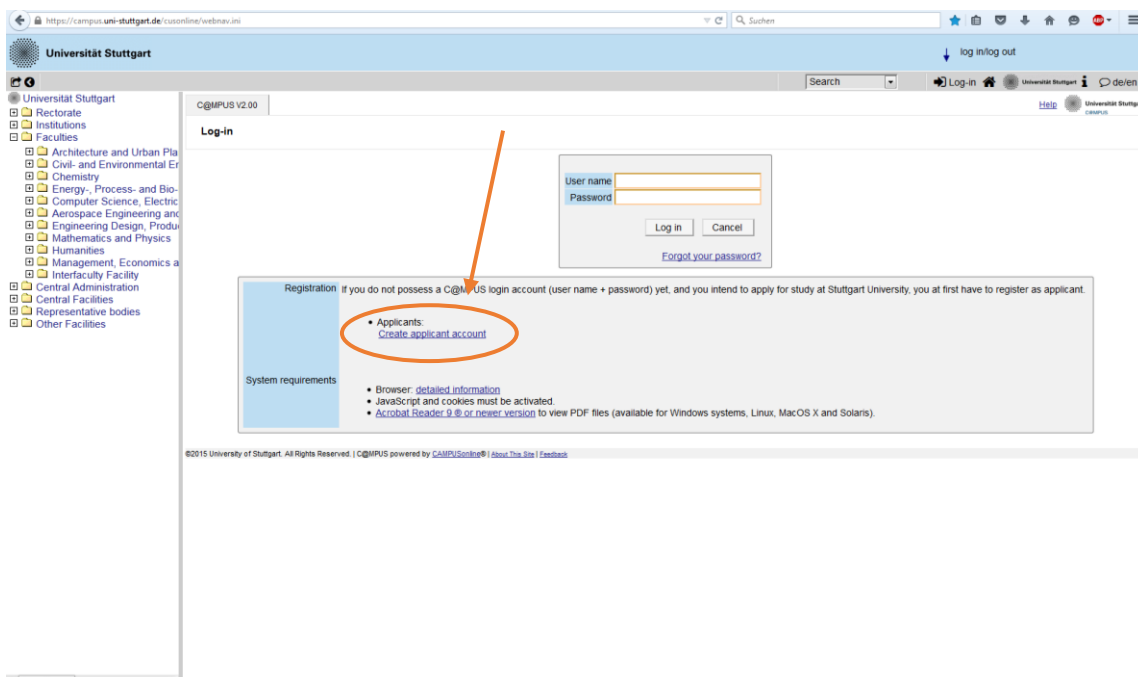 https://campus.uni-stuttgart.de/cusonline/webnav.ini
Suchen
ABP
Universität Stuttgart
log in/log out
Search
Log-in
Universität Stuttgart
de/en
Universität Stuttgart
Rectorate
Institutions
Faculties
Architecture and Urban Pla
Civil- and Environmental Er
Chemistry
Energy-, Process- and Bio-
Computer Science, Electric
Aerospace Engineering and
Engineering Design, Produ
Mathematics and Physics
Humanities
Management, Economics a
Interfaculty Facility
Central Administration
Central Facilities
Representative bodies
Other Facilities
C@MPUS V2.00
Help
Universität Stuttga
C@MPUS
Log-in
User name
Password
Log in Cancel
Forgot your password?
Registration If you do not possess a C@MPUS login account (user name + password) yet, and you intend to apply for study at Stuttgart University, you at first have to register as applicant.
• Applicants:
Create applicant account
System requirements
• Browser: detailed information
• JavaScript and cookies must be activated.
• Acrobat Reader 9 ® or newer version to view PDF files (available for Windows systems, Linux, MacOS X and Solaris).
©2015 University of Stuttgart. All Rights Reserved. | C@MPUS powered by CAMPUSonline® | About This Site | Feedback